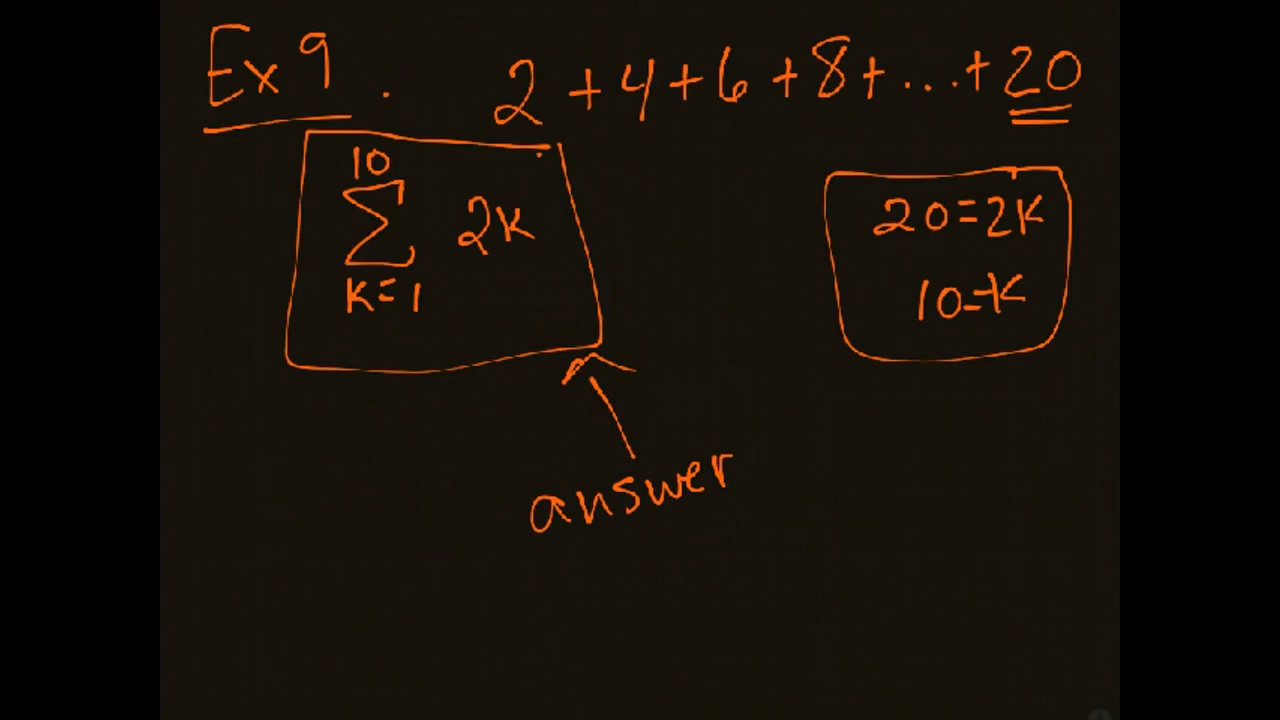 Ex 9. 2 + 4 + 6 + 8 + ... + 20
10
∑ 2k
k=1
20=2k
10=k
answer